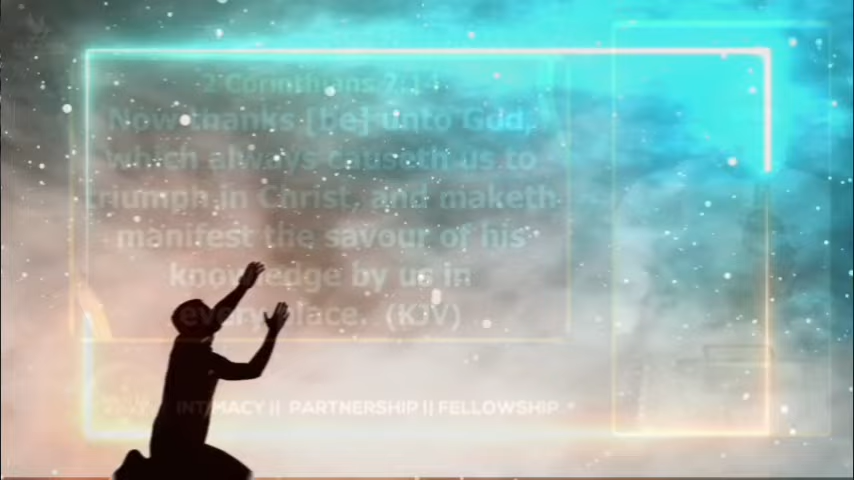 2 Corinthians 2:14
Now thanks [be] unto God,
which always causeth us to
triumph in Christ, and maketh
manifest the savour of his
knowledge by us in
every place. (KJV)
INTIMACY || PARTNERSHIP || FELLOWSHIP